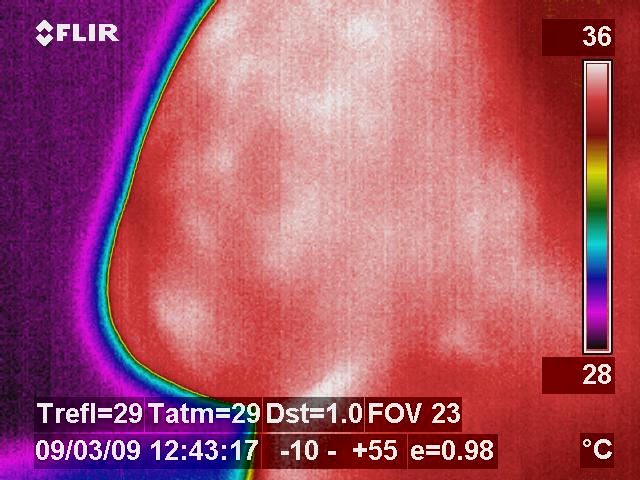 FLIR
36
28
Trefl=29 Tatm=29 Dst=1.0 FOV 23
09/03/09 12:43:17 -10 - +55 e=0.98 °C